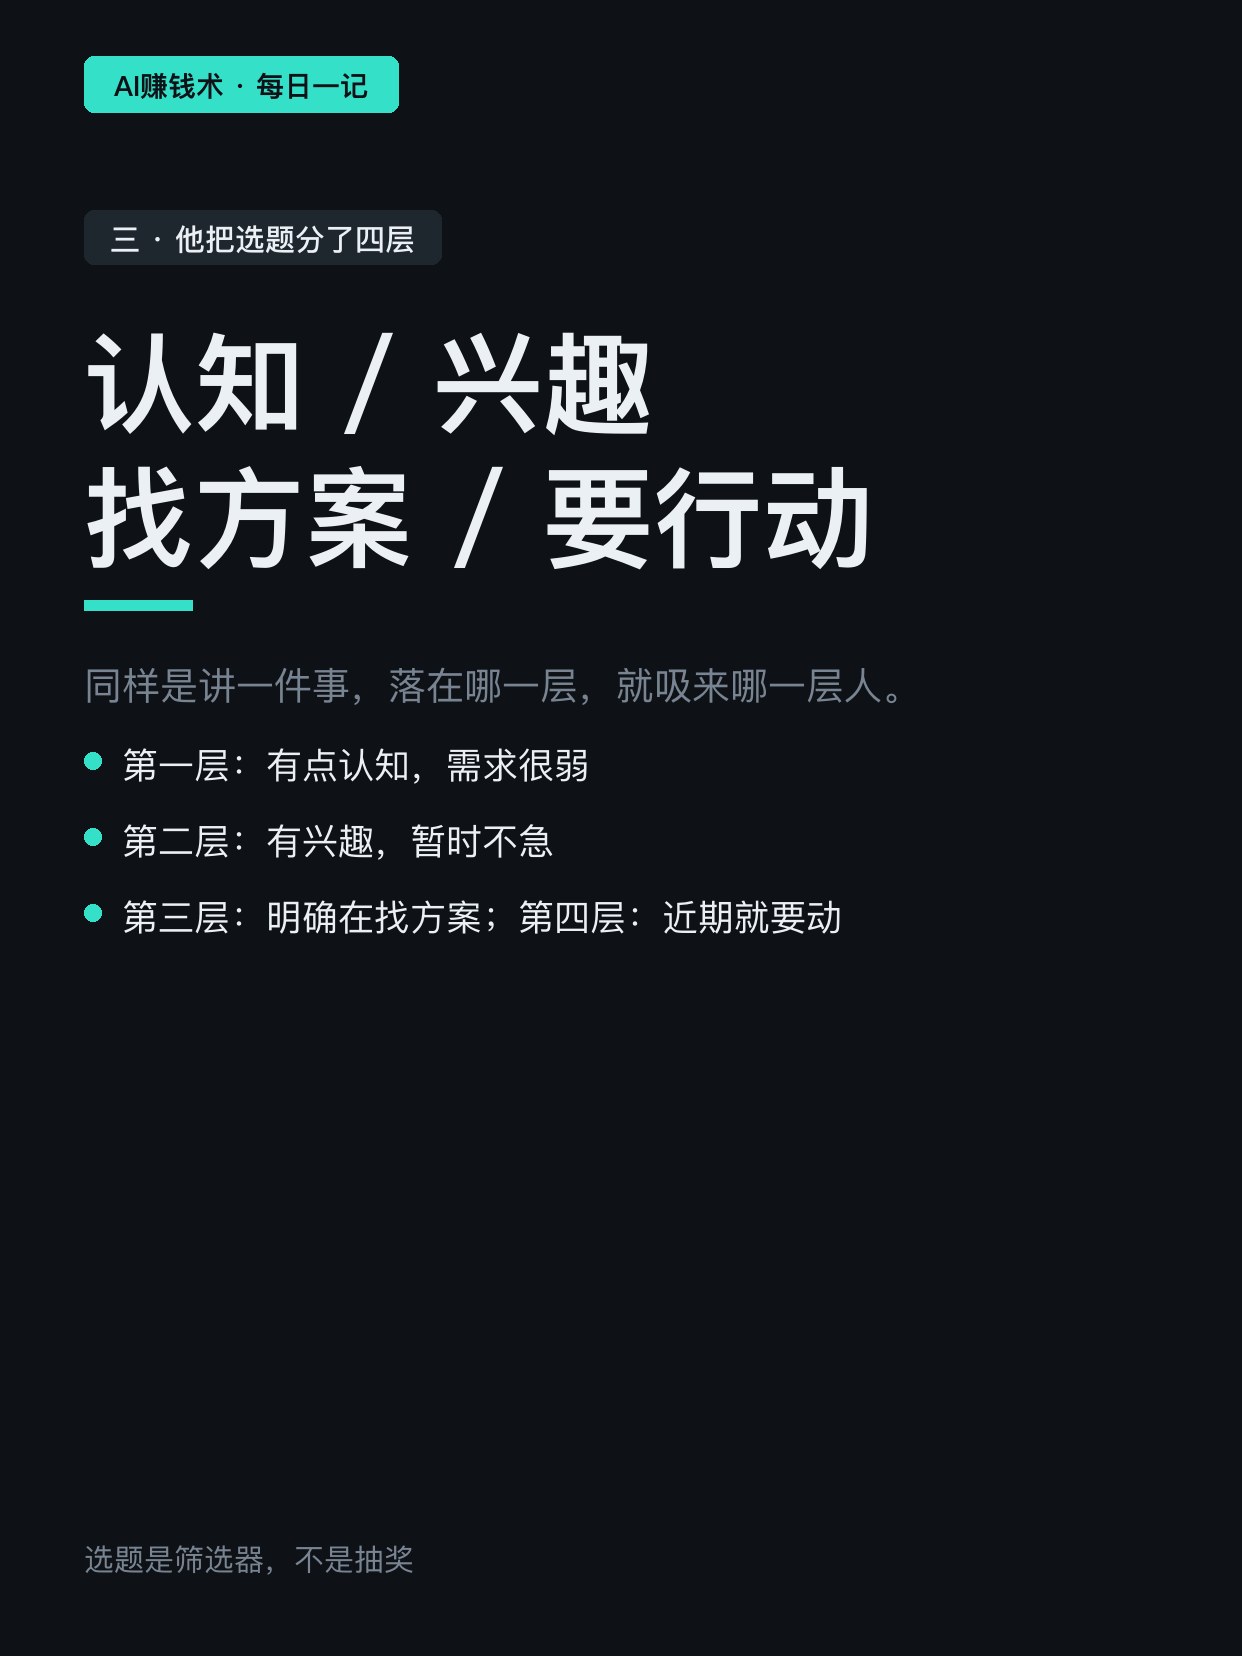 AI赚钱术 · 每日一记
三 · 他把选题分了四层
认知 / 兴趣
找方案 / 要行动
同样是讲一件事，落在哪一层，就吸来哪一层人。
第一层：有点认知，需求很弱
第二层：有兴趣，暂时不急
第三层：明确在找方案；第四层：近期就要动
选题是筛选器，不是抽奖